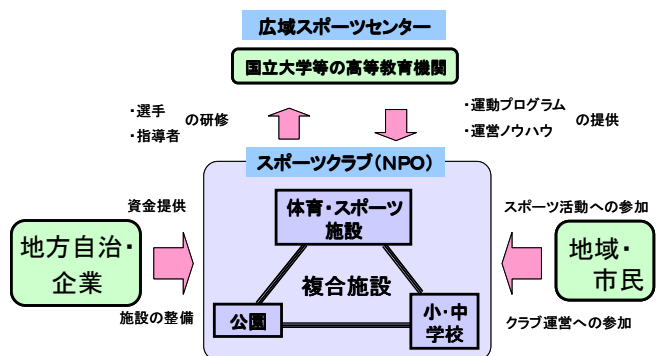 広域スポーツセンター
国立大学等の高等教育機関
・選手
・指導者
の研修
・運動プログラム
・運営ノウハウ
の提供
スポーツクラブ(NPO)
資金提供
地方自治・
企業
施設の整備
体育・スポーツ
施設
複合施設
公園
小・中
学校
スポーツ活動への参加
地域・
市民
クラブ運営への参加